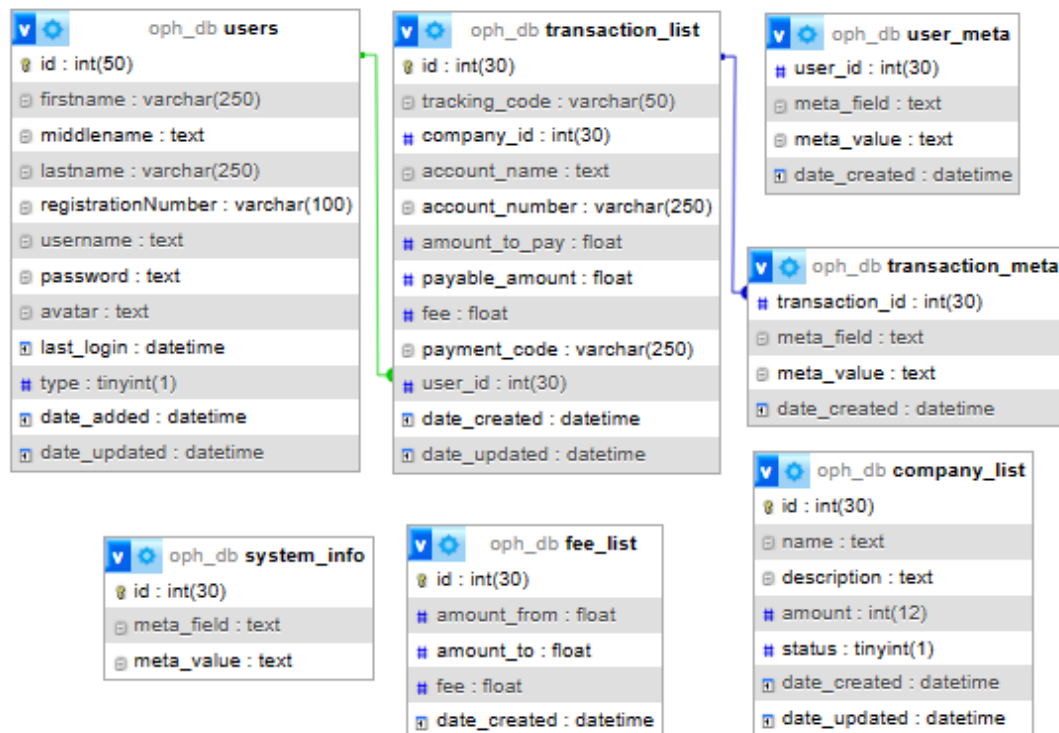 v oph_db users
id : int(50)
firstname : varchar(250)
middlename : text
lastname : varchar(250)
registrationNumber : varchar(100)
username : text
password : text
avatar : text
last_login : datetime
# type : tinyint(1)
date_added : datetime
date_updated : datetime
v oph_db transaction_list
id : int(30)
tracking_code : varchar(50)
# company_id : int(30)
account_name : text
account_number : varchar(250)
# amount_to_pay : float
# payable_amount : float
# fee : float
payment_code : varchar(250)
# user_id : int(30)
date_created : datetime
date_updated : datetime
v oph_db user_meta
# user_id : int(30)
meta_field : text
meta_value : text
date_created : datetime
v oph_db transaction_meta
# transaction_id : int(30)
meta_field : text
meta_value : text
date_created : datetime
v oph_db system_info
id : int(30)
meta_field : text
meta_value : text
v oph_db fee_list
id : int(30)
# amount_from : float
# amount_to : float
# fee : float
date_created : datetime
v oph_db company_list
id : int(30)
name : text
description : text
# amount : int(12)
# status : tinyint(1)
date_created : datetime
date_updated : datetime